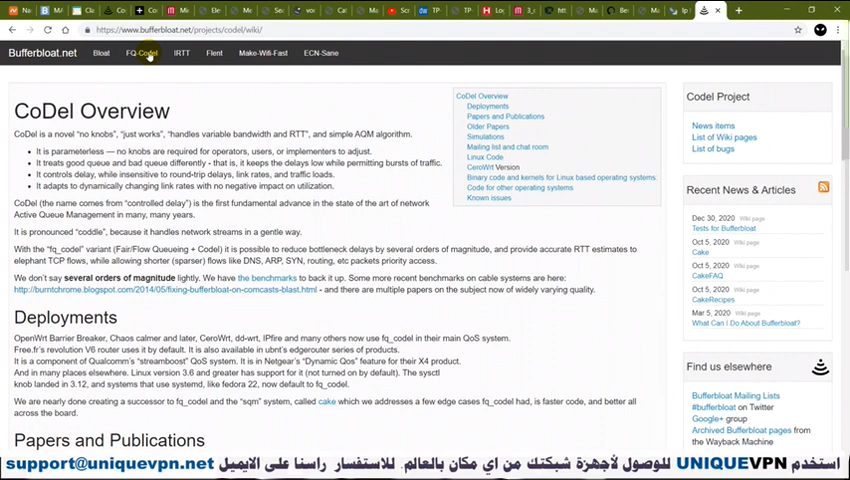 https://www.bufferbloat.net/projects/codel/wiki/
Bufferbloat.net Bloat FQ-Codel IRTT Flent Make-Wifi-Fast ECN-Sane
CoDel Overview
CoDel is a novel “no knobs”, “just works”, “handles variable bandwidth and RTT”, and simple AQM algorithm.
It is parameterless — no knobs are required for operators, users, or implementers to adjust.
It treats good queue and bad queue differently - that is, it keeps the delays low while permitting bursts of traffic.
It controls delay, while insensitive to round-trip delays, link rates, and traffic loads.
It adapts to dynamically changing link rates with no negative impact on utilization.
CoDel (the name comes from “controlled delay”) is the first fundamental advance in the state of the art of network
Active Queue Management in many, many years.
It is pronounced “coddle”, because it handles network streams in a gentle way.
With the “fq_codel” variant (Fair/Flow Queueing + Codel) it is possible to reduce bottleneck delays by several orders of magnitude, and provide accurate RTT estimates to
elephant TCP flows, while allowing shorter (sparser) flows like DNS, ARP, SYN, routing, etc packets priority access.
We don't say several orders of magnitude lightly. We have the benchmarks to back it up. Some more recent benchmarks on cable systems are here:
http://burntchrome.blogspot.com/2014/05/fixing-bufferbloat-on-comcasts-blast.html - and there are multiple papers on the subject now of widely varying quality.
Deployments
OpenWrt Barrier Breaker, Chaos calmer and later, CeroWrt, dd-wrt, IPfire and many others now use fq_codel in their main QoS system.
Free.fr's revolution V6 router uses it by default. It is also available in ubnt's edgerouter series of products.
It is a component of Qualcomm's “streamboost” QoS system. It is in Netgear's “Dynamic Qos” feature for their X4 product.
And in many places elsewhere. Linux version 3.6 and greater has support for it (not turned on by default). The sysctl
knob landed in 3.12, and systems that use systemd, like fedora 22, now default to fq_codel.
We are nearly done creating a successor to fq_codel and the “sqm” system, called cake which we addresses a few edge cases fq_codel had, is faster code, and better all
across the board.
Papers and Publications
CoDel Overview
Deployments
Papers and Publications
Older Papers
Simulations
Mailing list and chat room
Linux Code
CeroWrt Version
Binary code and kernels for Linux based operating systems.
Code for other operating systems
Known issues
Codel Project
News items
List of Wiki pages
List of bugs
Recent News & Articles
Dec 30, 2020 Wiki page
Tests for Bufferbloat
Oct 5, 2020 Wiki page
Cake
Oct 5, 2020 Wiki page
CakeFAQ
Oct 5, 2020 Wiki page
CakeRecipes
Mar 5, 2020 Wiki page
What Can I Do About Bufferbloat?
Find us elsewhere
Bufferbloat Mailing Lists
#bufferbloat on Twitter
Google+ group
Archived Bufferbloat pages from
the Wayback Machine
استخدم UNIQUEVPN للوصول لأجهزة شبكتك من اي مكان بالعالم. للاستفسار راسنا على الايميل support@uniquevpn.net